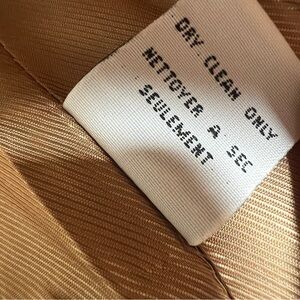 DRY CLEAN ONLY
NETTOYER A SEC
SEULEMENT